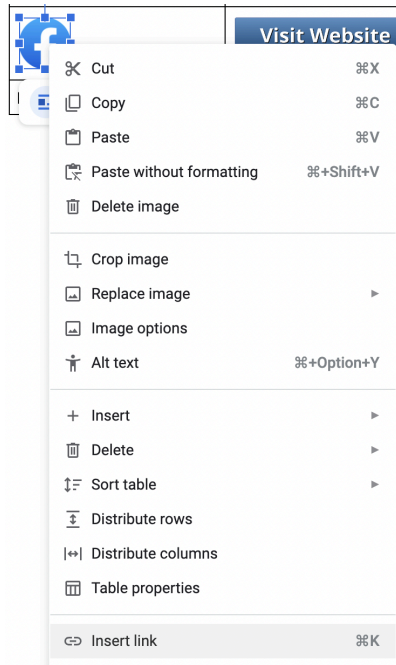 Visit Website
Cut ⌘X
Copy ⌘C
Paste ⌘V
Paste without formatting ⌘+Shift+V
Delete image
Crop image
Replace image
Image options
Alt text ⌘+Option+Y
Insert
Delete
Sort table
Distribute rows
Distribute columns
Table properties
Insert link ⌘K